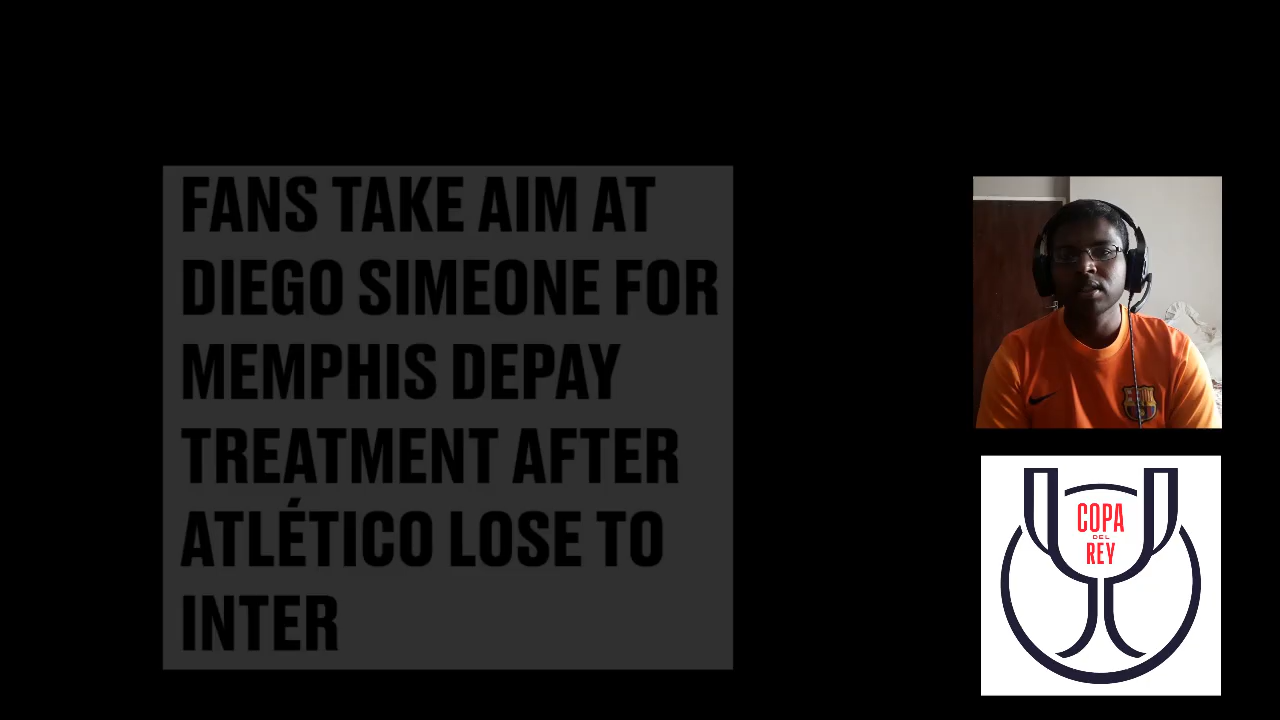 FANS TAKE AIM AT
DIEGO SIMEONE FOR
MEMPHIS DEPAY
TREATMENT AFTER
ATLÉTICO LOSE TO
INTER
COPA
DEL
REY